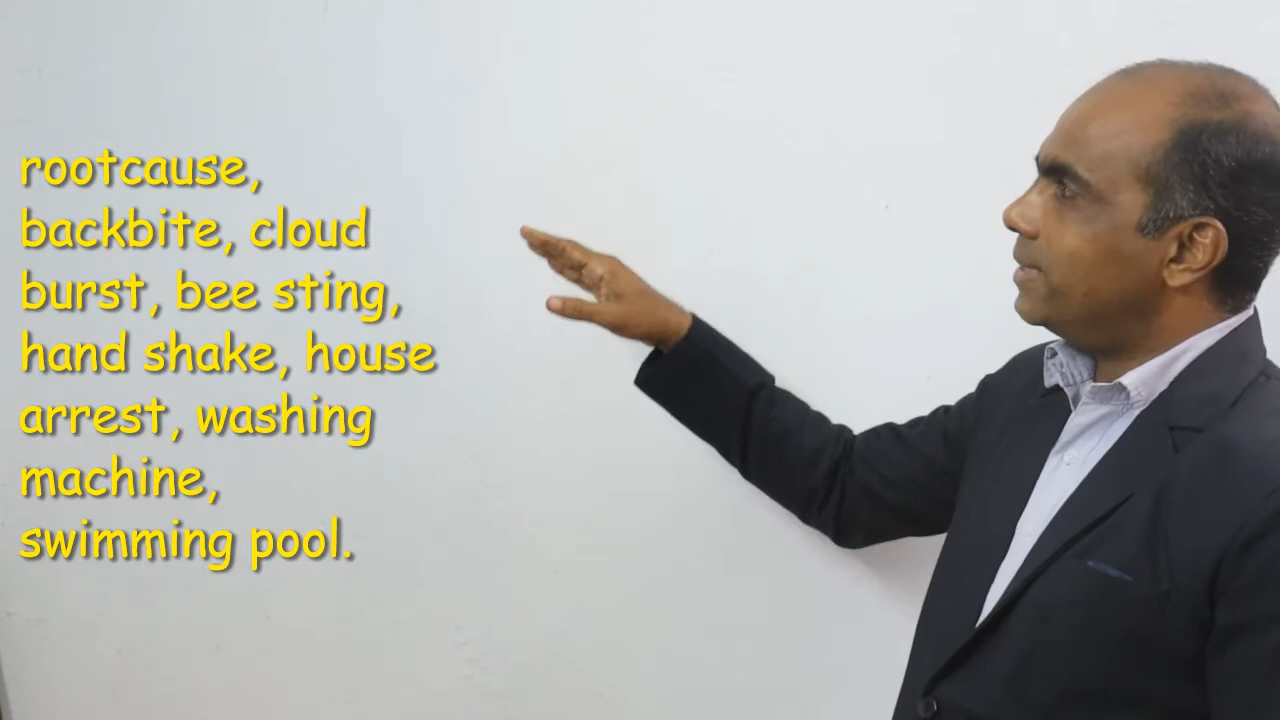 rootcause,
backbite, cloud
burst, bee sting,
hand shake, house
arrest, washing
machine,
swimming pool.